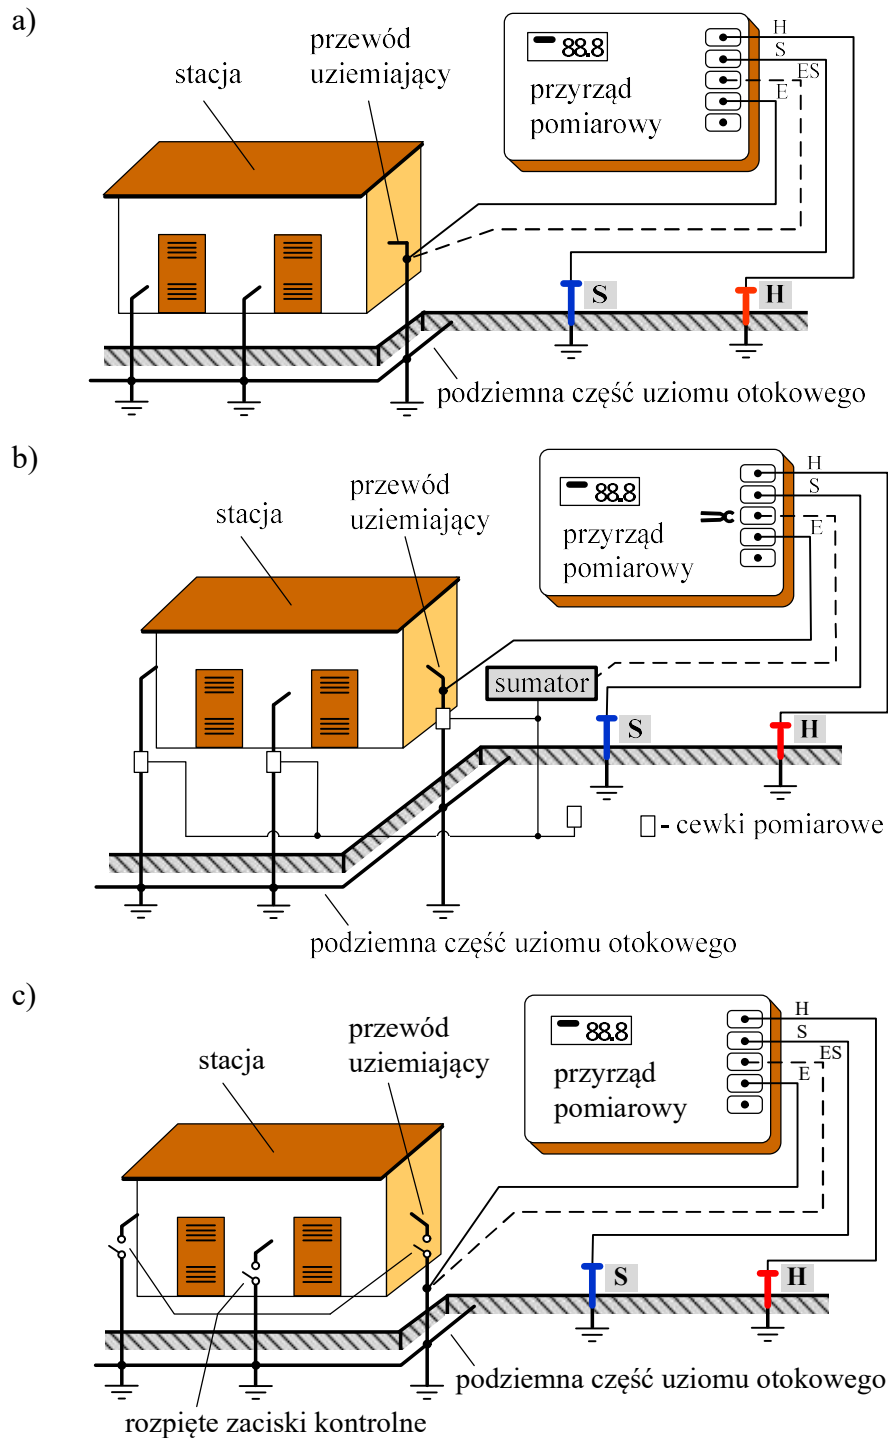 a)
przewód
uziemiający
stacja
88.8
przyrząd
pomiarowy
H
S
ES
E
S
H
podziemna część uziomu otokowego
b)
przewód
uziemiający
stacja
88.8
przyrząd
pomiarowy
H
S
E
sumator
S
H
- cewki pomiarowe
podziemna część uziomu otokowego
c)
przewód
uziemiający
stacja
88.8
przyrząd
pomiarowy
H
S
ES
E
S
H
podziemna część uziomu otokowego
rozpięte zaciski kontrolne